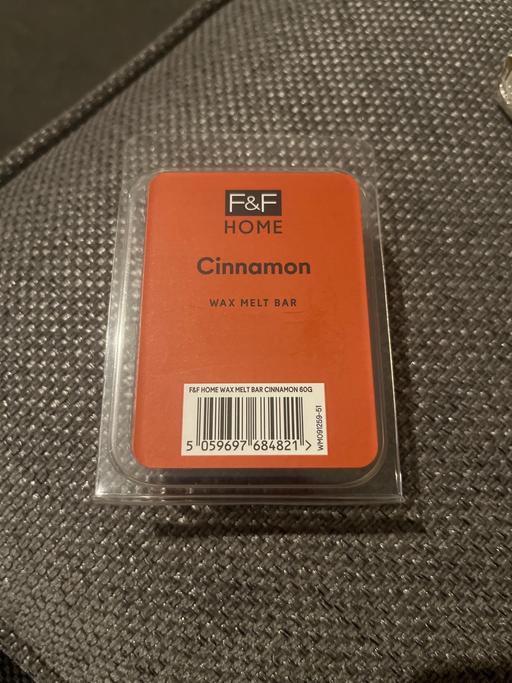 F&F
HOME
Cinnamon
WAX MELT BAR
F&F HOME WAX MELT BAR CINNAMON 60G
5 059697 684821 >
WM091259-51